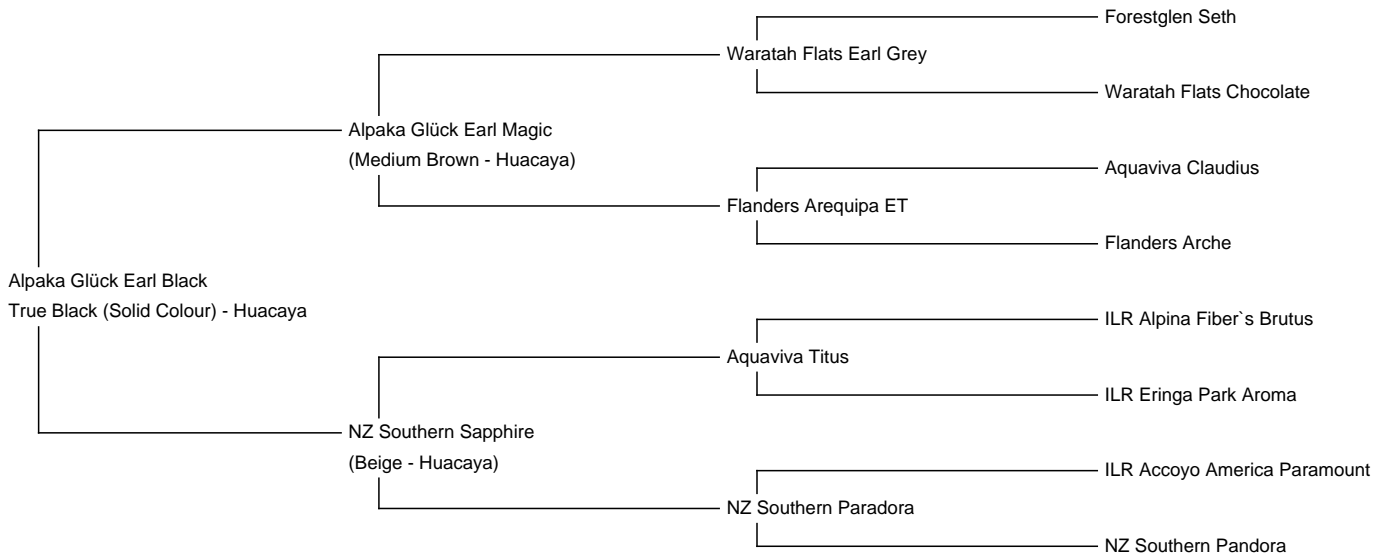 Forestglen Seth
Waratah Flats Earl Grey
Waratah Flats Chocolate
Alpaka Glück Earl Magic
(Medium Brown - Huacaya)
Aquaviva Claudius
Flanders Arequipa ET
Flanders Arche
Alpaka Glück Earl Black
True Black (Solid Colour) - Huacaya
ILR Alpina Fiber`s Brutus
Aquaviva Titus
ILR Eringa Park Aroma
NZ Southern Sapphire
(Beige - Huacaya)
ILR Accoyo America Paramount
NZ Southern Paradora
NZ Southern Pandora